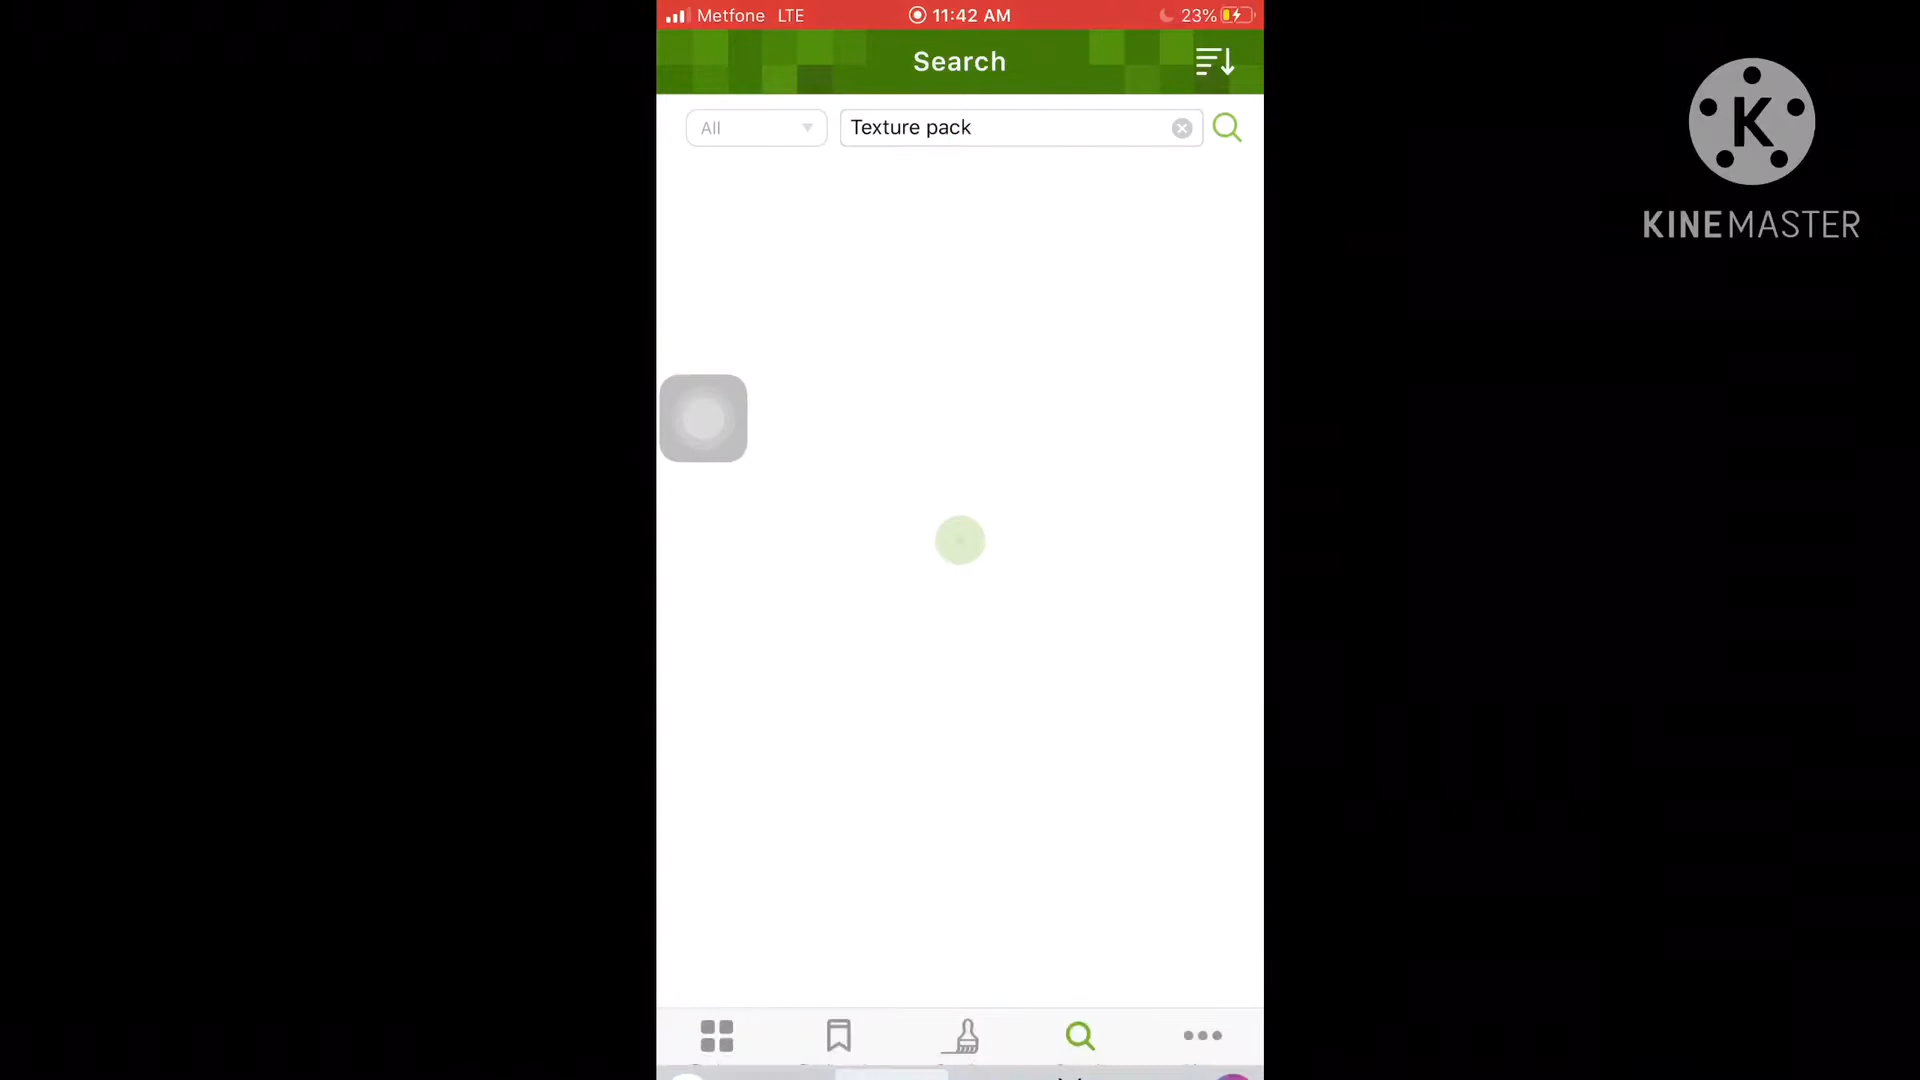 Metfone LTE 11:42 AM 23%
Search
All Texture pack
K
KINEMASTER